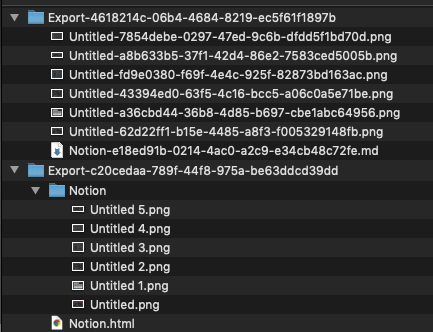 Export-4618214c-06b4-4684-8219-ec5f61f1897b
Untitled-7854debe-0297-47ed-9c6b-dfdd5f1bd70d.png
Untitled-a8b633b5-37f1-42d4-86e2-7583ced5005b.png
Untitled-fd9e0380-f69f-4e4c-925f-82873bd163ac.png
Untitled-43394ed0-63f5-4c16-bcc5-a06c0a5e71be.png
Untitled-a36cbd44-36b8-4d85-b697-cbe1abc64956.png
Untitled-62d22ff1-b15e-4485-a8f3-f005329148fb.png
Notion-e18ed91b-0214-4ac0-a2c9-e34cb48c72fe.md
Export-c20cedaa-789f-44f8-975a-be63ddcd39dd
Notion
Untitled 5.png
Untitled 4.png
Untitled 3.png
Untitled 2.png
Untitled 1.png
Untitled.png
Notion.html